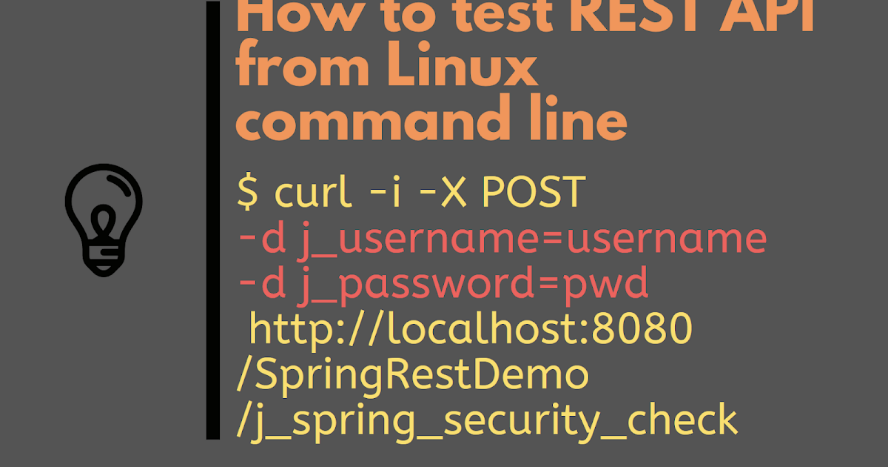 How to test REST API
from Linux
command line
$ curl -i -X POST
-d j_username=username
-d j_password=pwd
http://localhost:8080
/SpringRestDemo
/j_spring_security_check